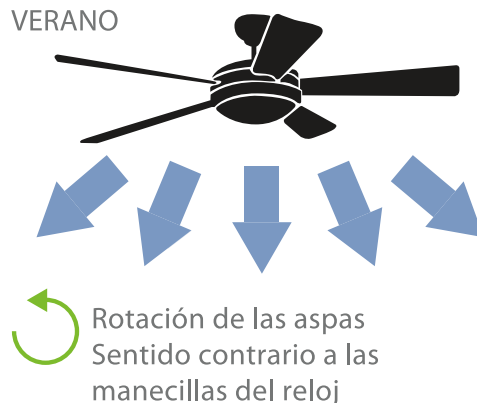 VERANO
Rotación de las aspas
Sentido contrario a las
manecillas del reloj